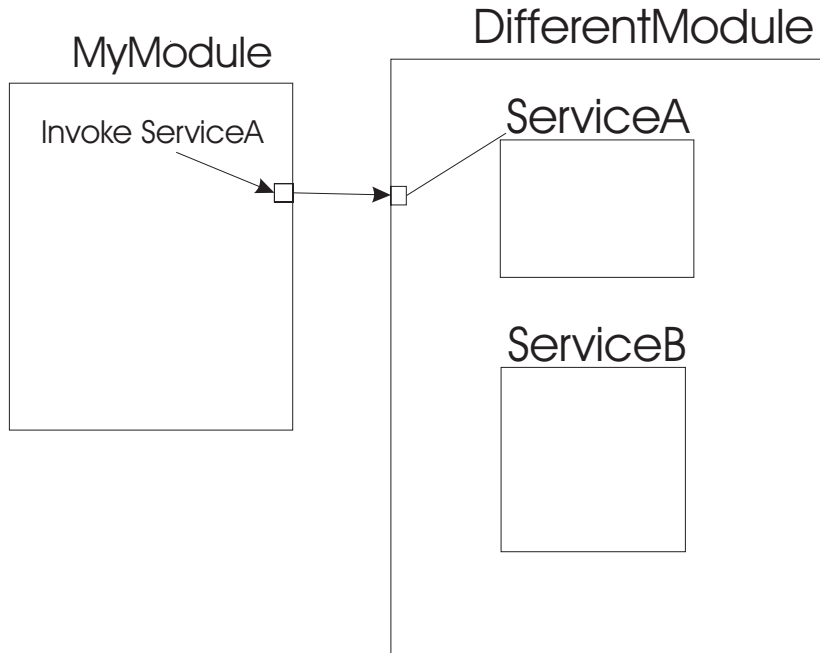 MyModule
DifferentModule
Invoke ServiceA
ServiceA
ServiceB